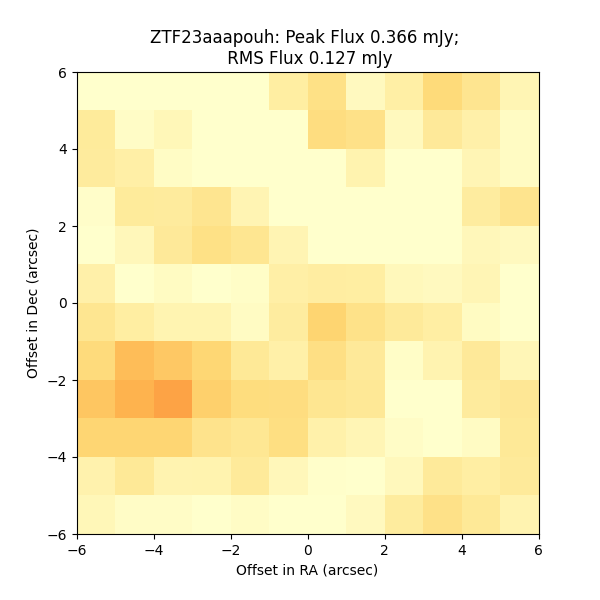 ZTF23aaapouh: Peak Flux 0.366 mJy;
RMS Flux 0.127 mJy
6
4
2
0
−2
−4
−6
Offset in Dec (arcsec)
−6 −4 −2 0 2 4 6
Offset in RA (arcsec)